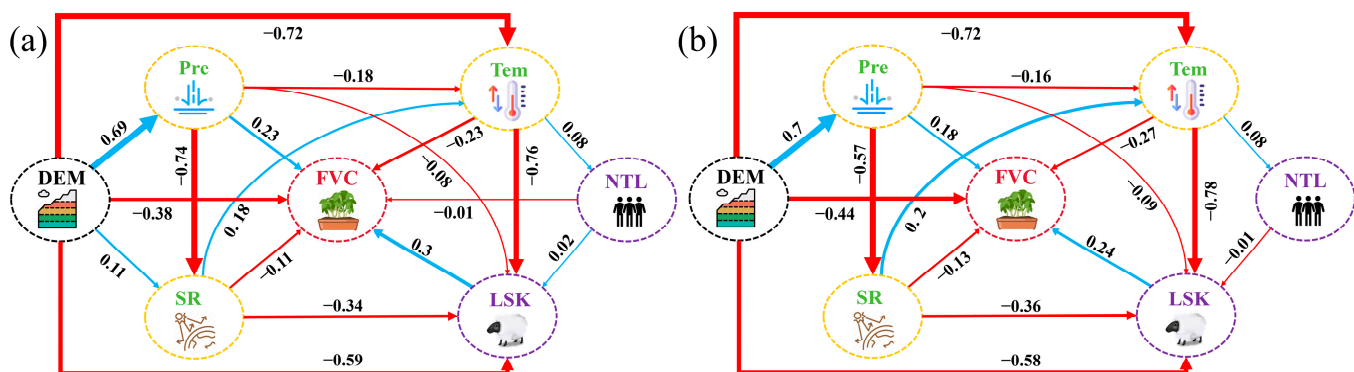 (a)
−0.72
Pre
−0.18
Tem
0.69
0.23
−0.23
0.08
−0.74
−0.08
−0.76
DEM
FVC
NTL
−0.38
−0.01
0.18
0.11
−0.11
0.3
0.02
SR
LSK
−0.34
−0.59
(b)
−0.72
Pre
−0.16
Tem
0.7
0.18
−0.27
0.08
−0.57
−0.09
−0.78
DEM
FVC
NTL
−0.44
0.2
−0.13
0.24
−0.01
SR
LSK
−0.36
−0.58